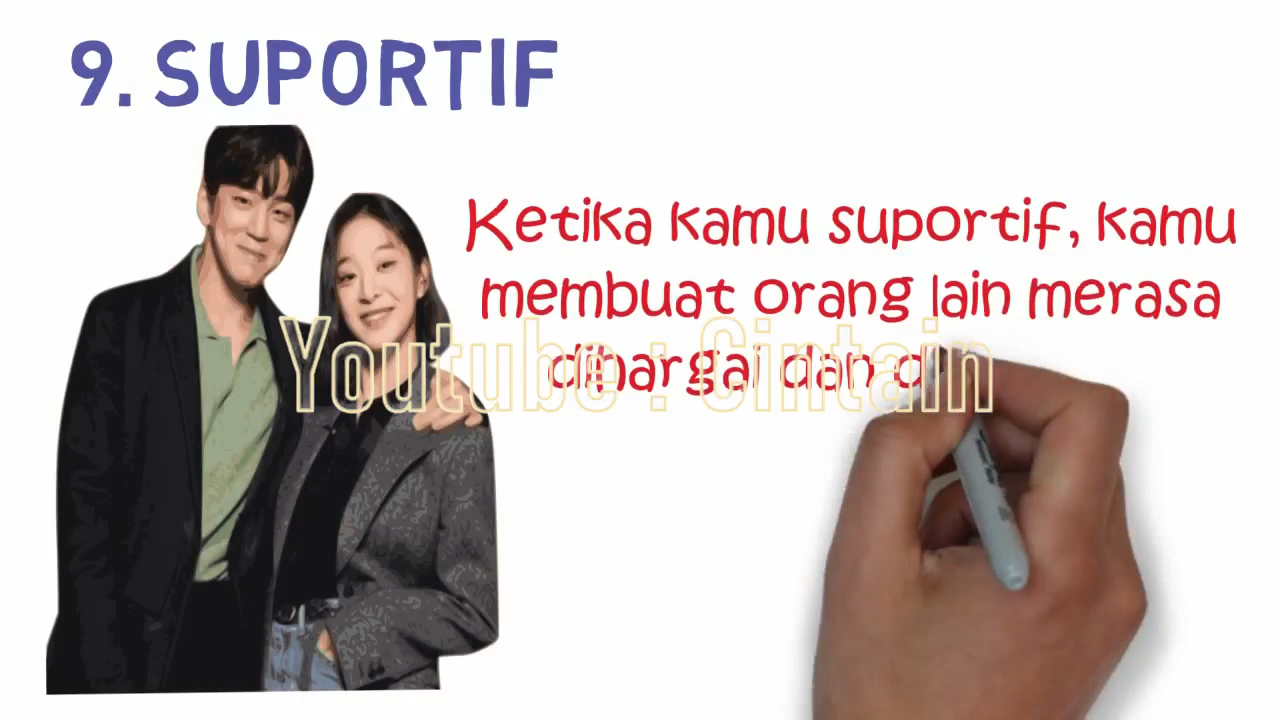 9. SUPORTIF
Ketika kamu suportif, kamu
membuat orang lain merasa
dihargai dan d
Youtube : Cintain